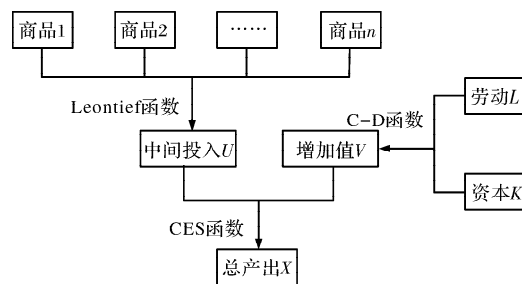 商品1
商品2
……
商品n
Leontief函数
劳动L
C-D函数
中间投入U
增加值V
资本K
CES函数
总产出X